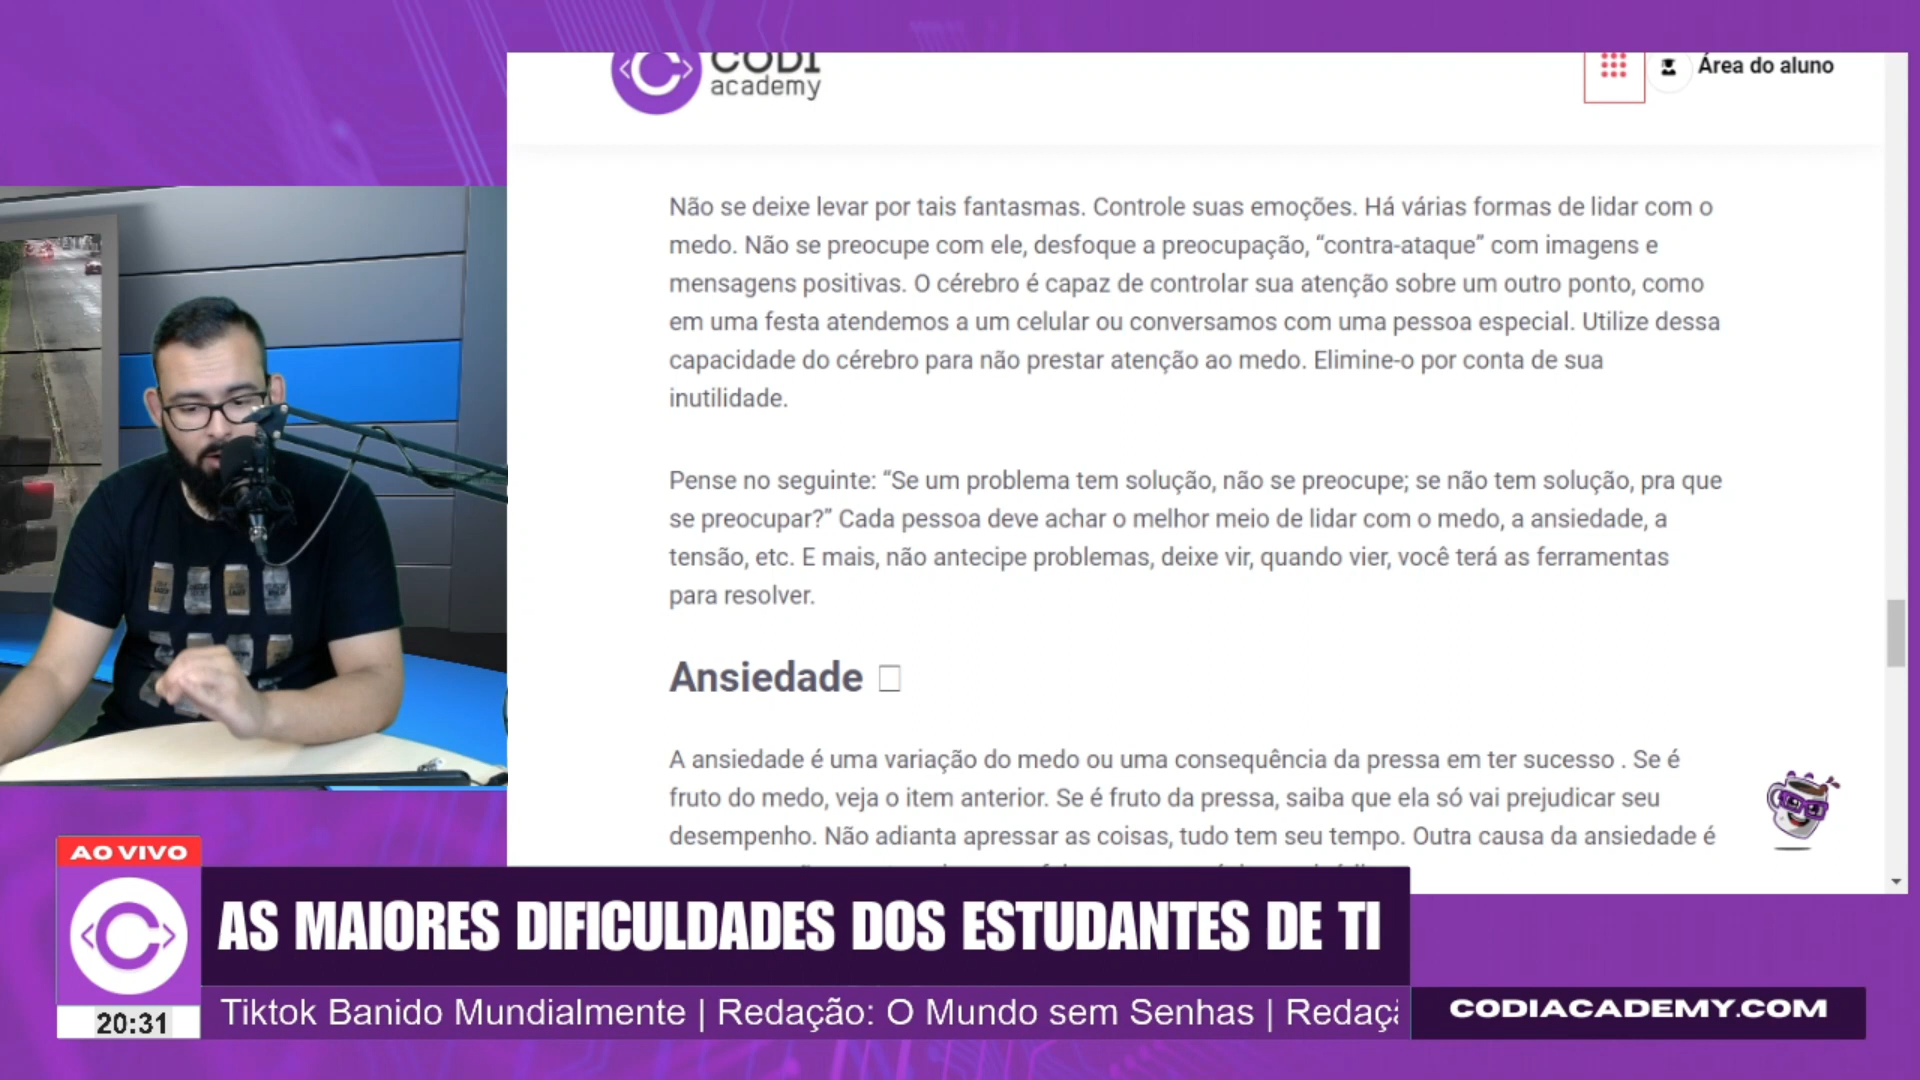 CODI
academy
Área do aluno
Não se deixe levar por tais fantasmas. Controle suas emoções. Há várias formas de lidar com o
medo. Não se preocupe com ele, desfoque a preocupação, “contra-ataque” com imagens e
mensagens positivas. O cérebro é capaz de controlar sua atenção sobre um outro ponto, como
em uma festa atendemos a um celular ou conversamos com uma pessoa especial. Utilize dessa
capacidade do cérebro para não prestar atenção ao medo. Elimine-o por conta de sua
inutilidade.
Pense no seguinte: “Se um problema tem solução, não se preocupe; se não tem solução, pra que
se preocupar?” Cada pessoa deve achar o melhor meio de lidar com o medo, a ansiedade, a
tensão, etc. E mais, não antecipe problemas, deixe vir, quando vier, você terá as ferramentas
para resolver.
Ansiedade
A ansiedade é uma variação do medo ou uma consequência da pressa em ter sucesso . Se é
fruto do medo, veja o item anterior. Se é fruto da pressa, saiba que ela só vai prejudicar seu
desempenho. Não adianta apressar as coisas, tudo tem seu tempo. Outra causa da ansiedade é
AO VIVO
AS MAIORES DIFICULDADES DOS ESTUDANTES DE TI
20:31
Tiktok Banido Mundialmente | Redação: O Mundo sem Senhas |
CODIACADEMY.COM